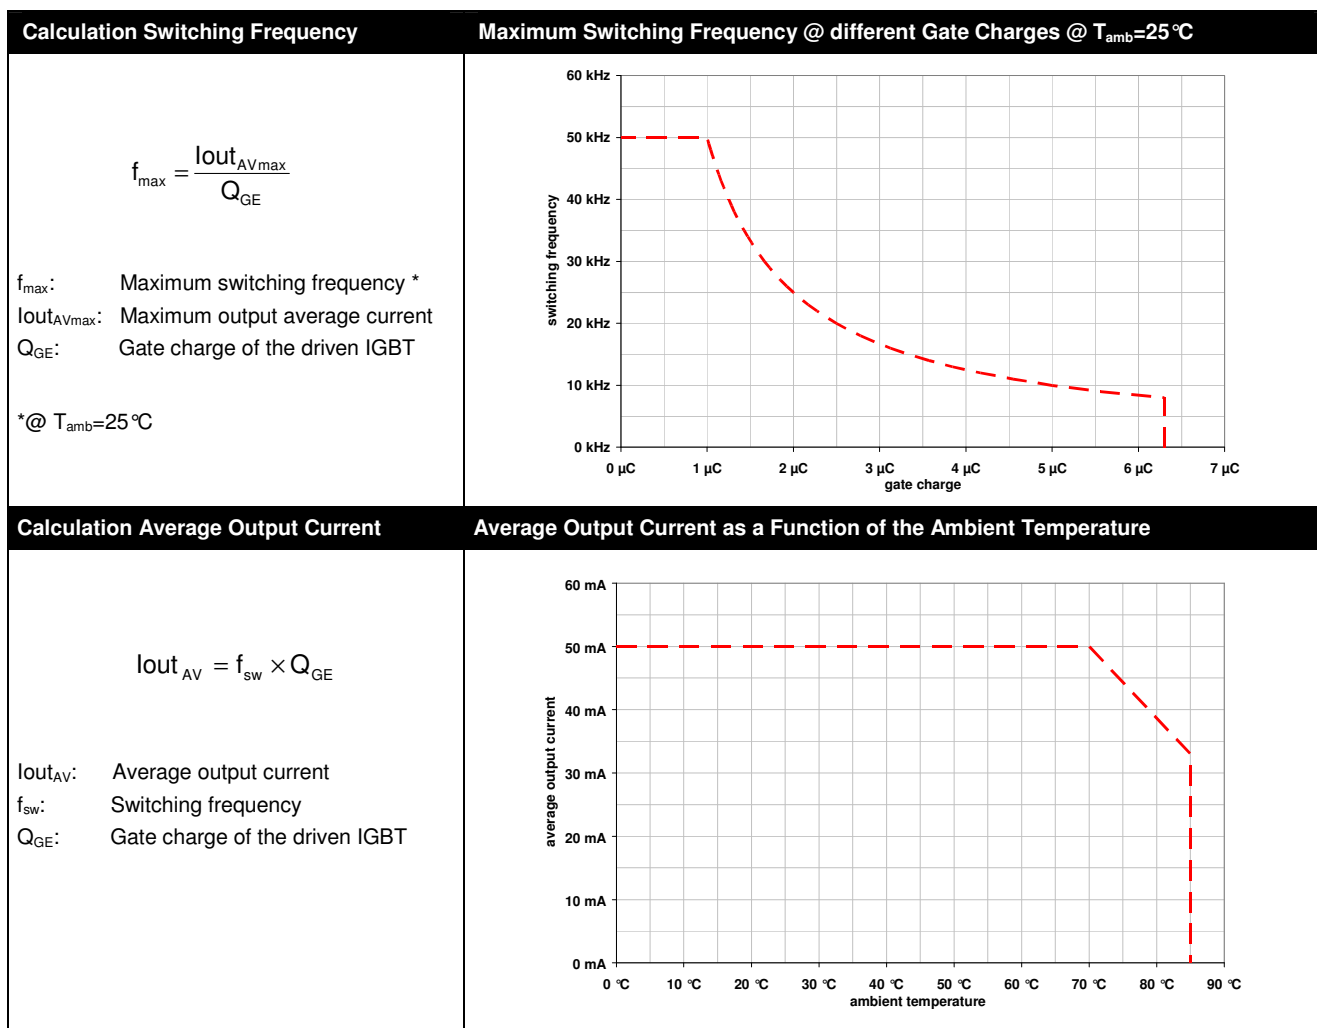 Calculation Switching Frequency
Maximum Switching Frequency @ different Gate Charges @ Tamb=25°C
fmax = IoutAVmax / QGE
fmax: Maximum switching frequency *
IoutAVmax: Maximum output average current
QGE: Gate charge of the driven IGBT
*@ Tamb=25°C
60 kHz
50 kHz
40 kHz
30 kHz
20 kHz
10 kHz
0 kHz
switching frequency
0 µC 1 µC 2 µC 3 µC 4 µC 5 µC 6 µC 7 µC
gate charge
Calculation Average Output Current
Average Output Current as a Function of the Ambient Temperature
IoutAV = fsw × QGE
IoutAV: Average output current
fsw: Switching frequency
QGE: Gate charge of the driven IGBT
60 mA
50 mA
40 mA
30 mA
20 mA
10 mA
0 mA
average output current
0 °C 10 °C 20 °C 30 °C 40 °C 50 °C 60 °C 70 °C 80 °C 90 °C
ambient temperature